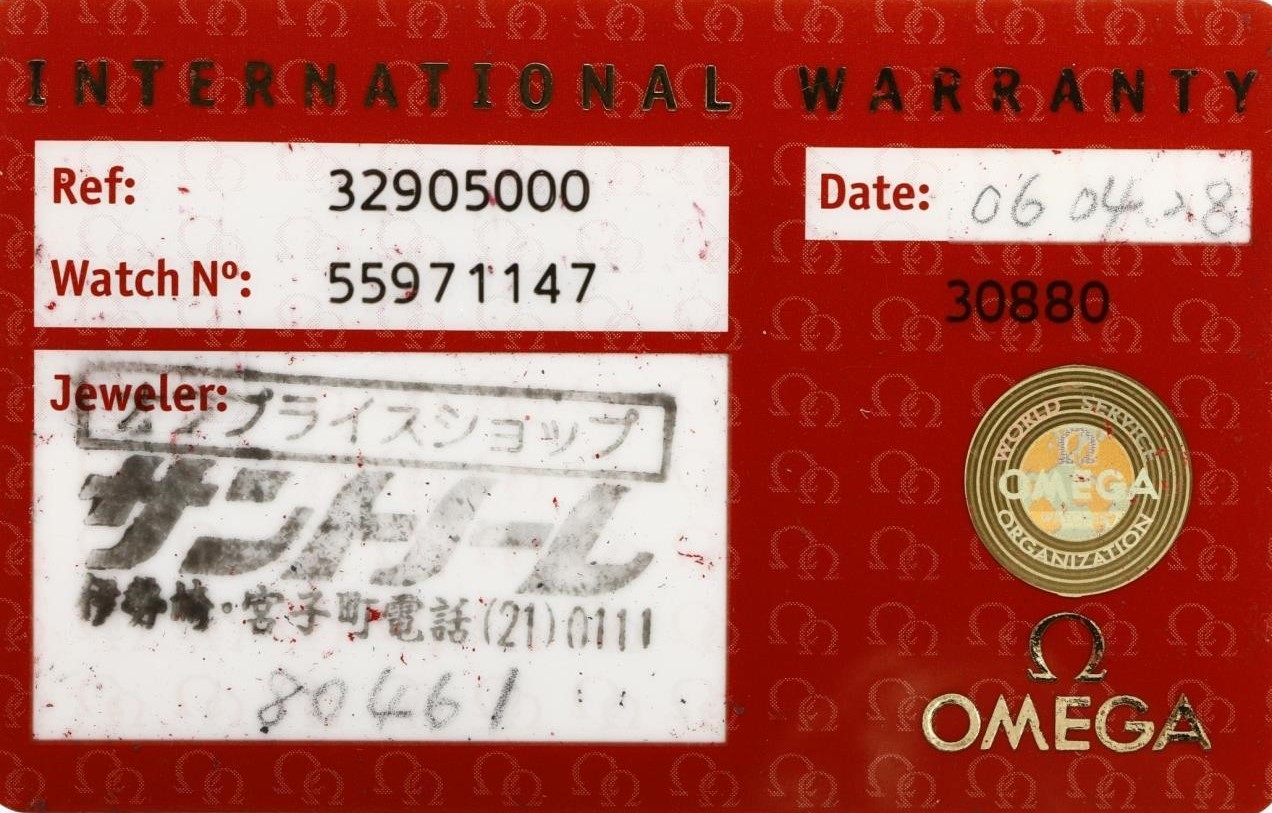 INTERNATIONAL WARRANTY
Ref: 32905000
Watch Nº: 55971147
Date: 06 04.28
30880
Jeweler:
プライスショップ
サントノーレ
伊勢崎・宮子町電話(21)0111
80461
WORLD SERVICE
Ω
OMEGA
ORGANIZATION
Ω
OMEGA